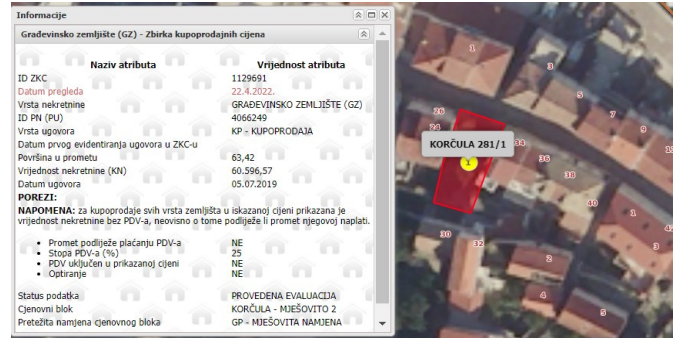 Informacije
Građevinsko zemljište (GZ) - Zbirka kupoprodajnih cijena
Naziv atributa Vrijednost atributa
ID ZKC 1129691
Datum pregleda 22.4.2022.
Vrsta nekretnine GRAĐEVINSKO ZEMLJIŠTE (GZ)
ID PN (PU) 4066249
Vrsta ugovora KP - KUPOPRODAJA
Datum prvog evidentiranja ugovora u ZKC-u
Površina u prometu 63,42
Vrijednost nekretnine (KN) 60.596,57
Datum ugovora 05.07.2019
POREZI:
NAPOMENA: za kupoprodaje svih vrsta zemljišta u iskazanoj cijeni prikazana je
vrijednost nekretnine bez PDV-a, neovisno o tome podliježe li promet njegovoj naplati.
• Promet podliježe plaćanju PDV-a NE
• Stopa PDV-a (%) 25
• PDV uključen u prikazanoj cijeni NE
• Optiranje NE
Status podatka PROVEDENA EVALUACIJA
Cjenovni blok KORČULA - MJEŠOVITO 2
Pretežita namjena cjenovnog bloka GP - MJEŠOVITA NAMJENA
1
3
5
26
7
24
9
KORČULA 281/1
34
1
36
38
40
1
30
32
3
2
4
5